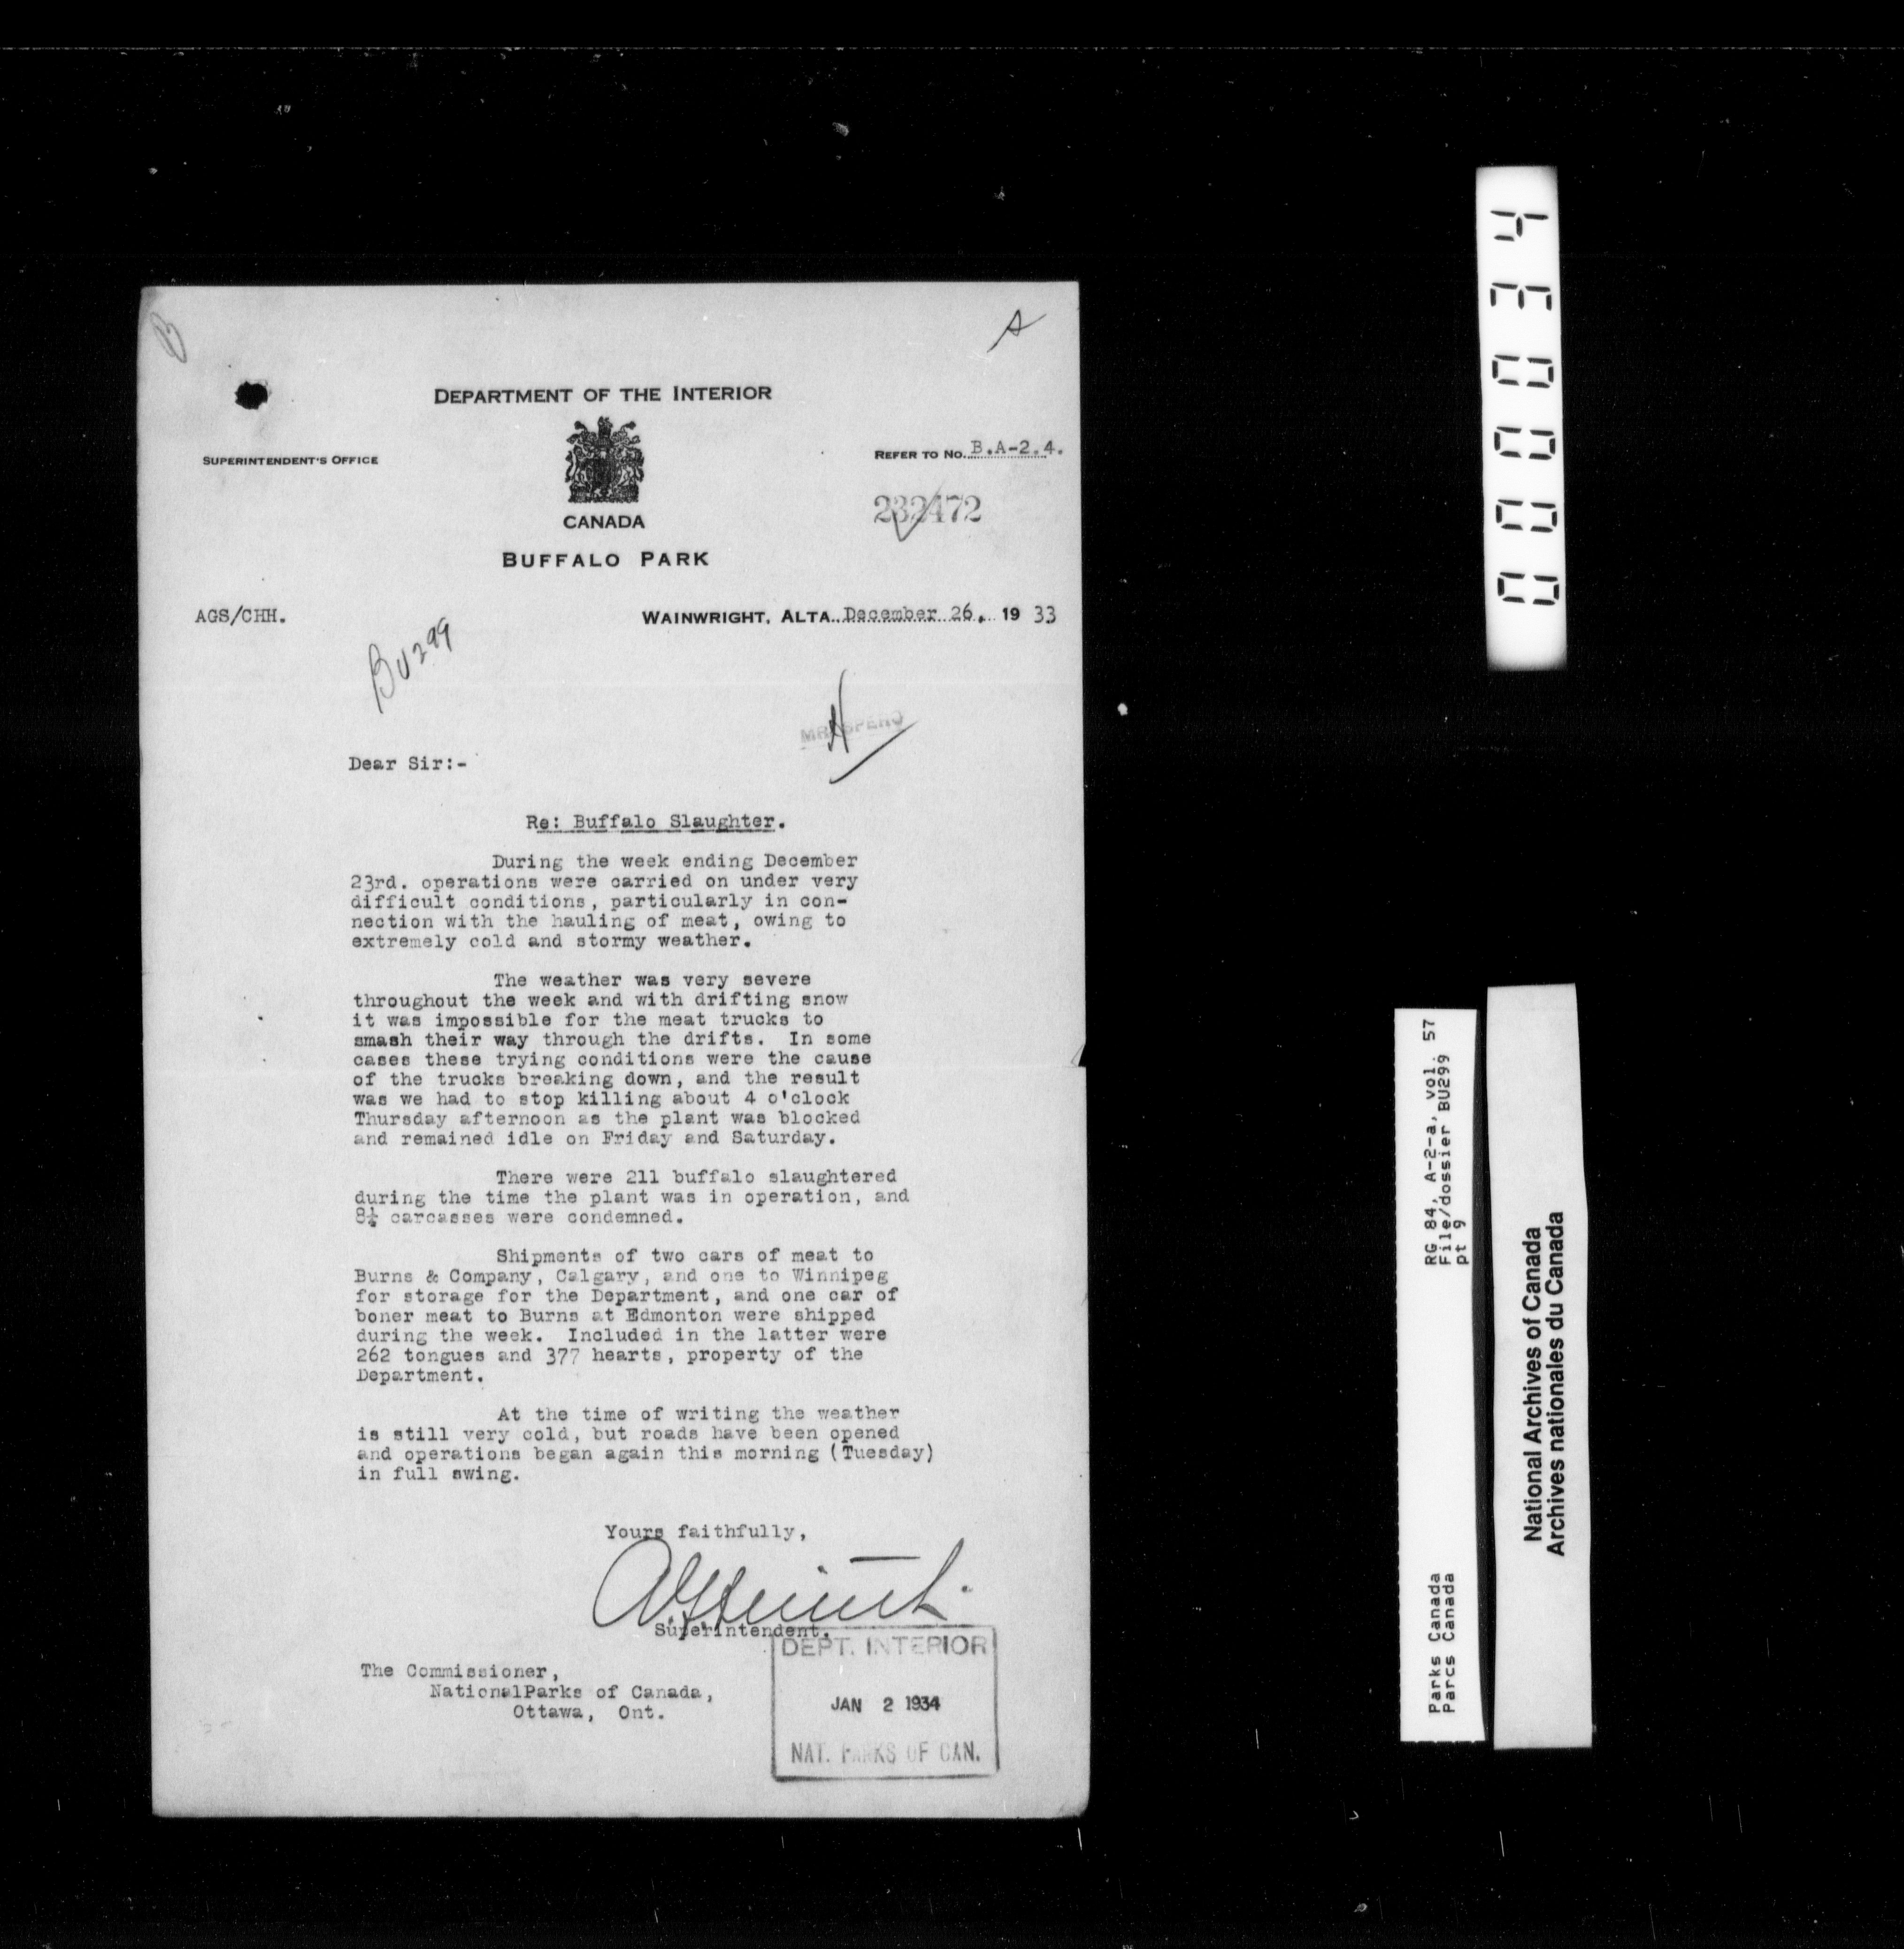 A
DEPARTMENT OF THE INTERIOR
SUPERINTENDENT'S OFFICE
REFER TO No. B.A-2.4.
232472
CANADA
BUFFALO PARK
AGS/CHH.
WAINWRIGHT, ALTA. December 26, 19 33
BU299
Dear Sir:-
Re: Buffalo Slaughter.
During the week ending December
23rd. operations were carried on under very
difficult conditions, particularly in con-
nection with the hauling of meat, owing to
extremely cold and stormy weather.
The weather was very severe
throughout the week and with drifting snow
it was impossible for the meat trucks to
smash their way through the drifts. In some
cases these trying conditions were the cause
of the trucks breaking down, and the result
was we had to stop killing about 4 o'clock
Thursday afternoon as the plant was blocked
and remained idle on Friday and Saturday.
There were 211 buffalo slaughtered
during the time the plant was in operation, and
8¼ carcasses were condemned.
Shipments of two cars of meat to
Burns & Company, Calgary, and one to Winnipeg
for storage for the Department, and one car of
boner meat to Burns at Edmonton were shipped
during the week. Included in the latter were
262 tongues and 377 hearts, property of the
Department.
At the time of writing the weather
is still very cold, but roads have been opened
and operations began again this morning (Tuesday)
in full swing.
Yours faithfully,
Superintendent.
The Commissioner,
NationalParks of Canada,
Ottawa, Ont.
DEPT. INTERIOR
JAN 2 1934
NAT. PARKS OF CAN.
000034
RG 84, A-2-a, vol. 57
File/dossier BU299
pt 9
Parks Canada
Parcs Canada
National Archives of Canada
Archives nationales du Canada